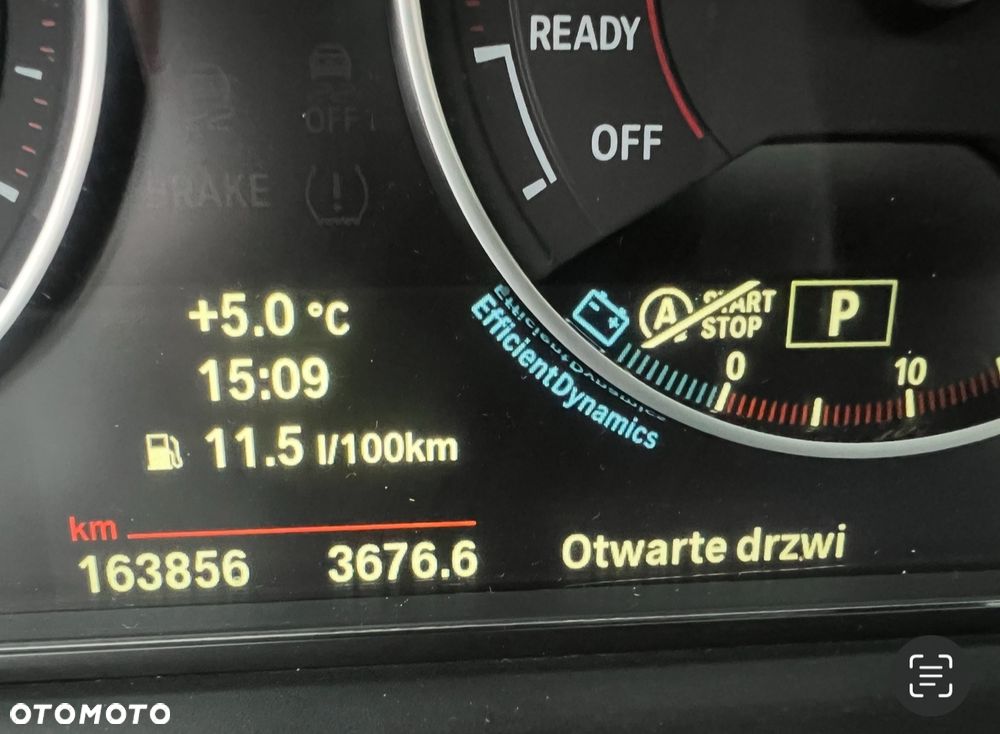 READY
OFF
OFF
BRAKE
+5.0 °C
15:09
11.5 l/100km
EfficientDynamics
A START
STOP
P
0
10
km
163856 3676.6
Otwarte drzwi
OTOMOTO